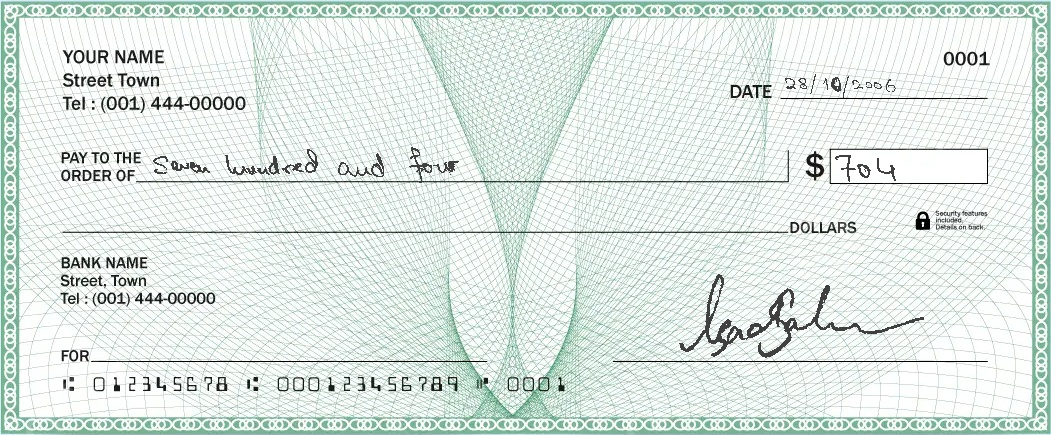 YOUR NAME
0001
Street Town
Tel : (001) 444-00000
DATE 28/10/2006
PAY TO THE
ORDER OF Seven hundred and four
$ 704
DOLLARS
Security features
included.
Details on back.
BANK NAME
Street, Town
Tel : (001) 444-00000
FOR
⑆ 012345678 ⑆ 000123456789 ⑈ 0001